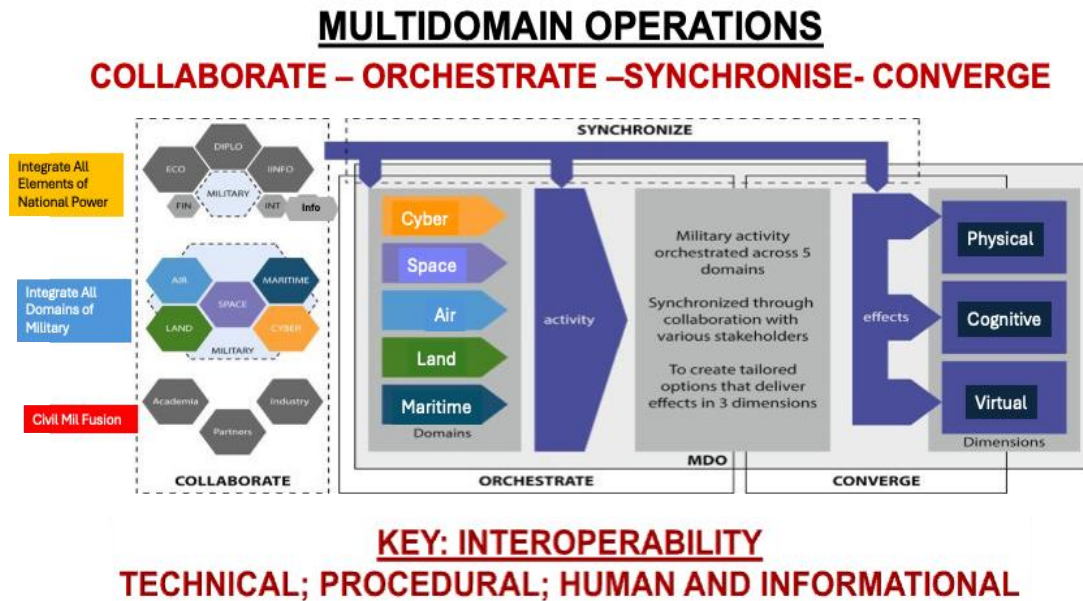 MULTIDOMAIN OPERATIONS
COLLABORATE – ORCHESTRATE –SYNCHRONISE- CONVERGE
Integrate All
Elements of
National Power
DIPLO
ECO
IINFO
MILITARY
FIN
INT
Info
Integrate All
Domains of
Military
AIR
MARITIME
SPACE
LAND
CYBER
MILITARY
Civil Mil Fusion
Academia
Industry
Partners
COLLABORATE
SYNCHRONIZE
Cyber
Space
Air
Land
Maritime
Domains
activity
Military activity
orchestrated across 5
domains
Synchronized through
collaboration with
various stakeholders
To create tailored
options that deliver
effects in 3 dimensions
effects
Physical
Cognitive
Virtual
Dimensions
MDO
ORCHESTRATE
CONVERGE
KEY: INTEROPERABILITY
TECHNICAL; PROCEDURAL; HUMAN AND INFORMATIONAL